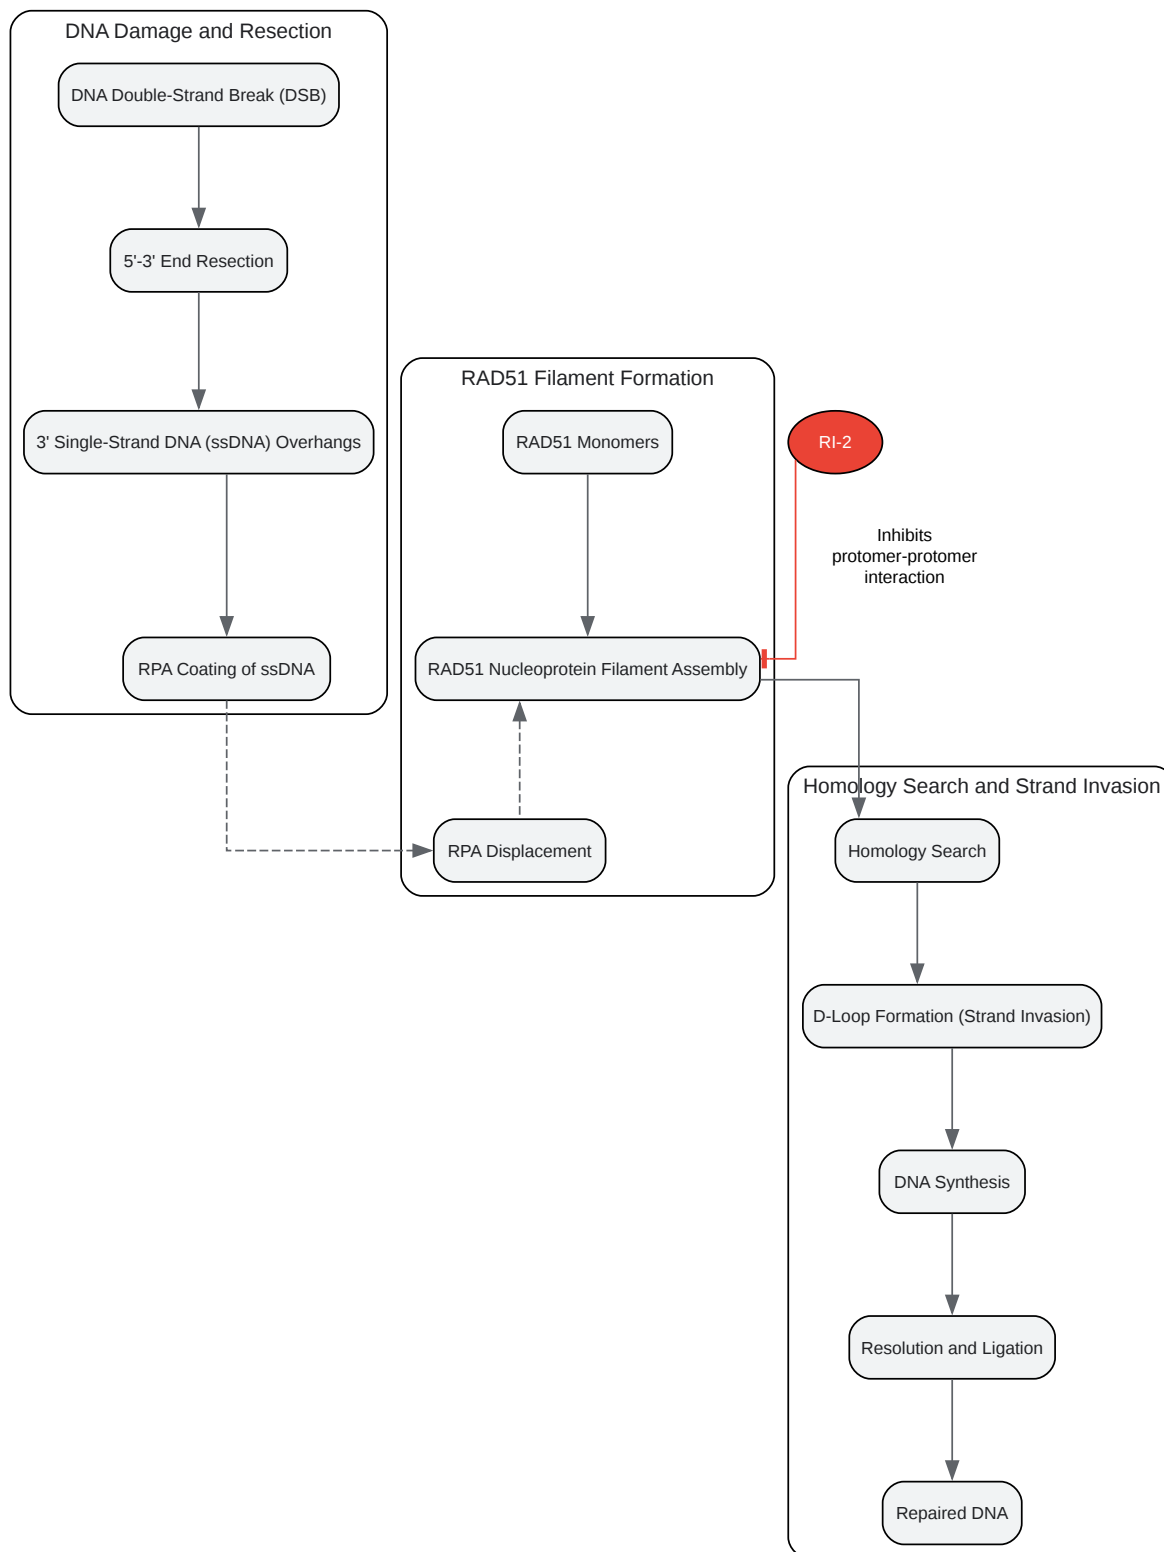 DNA Damage and Resection
DNA Double-Strand Break (DSB)
5'-3' End Resection
3' Single-Strand DNA (ssDNA) Overhangs
RPA Coating of ssDNA
RAD51 Filament Formation
RAD51 Monomers
RAD51 Nucleoprotein Filament Assembly
RPA Displacement
RI-2
Inhibits
protomer-protomer
interaction
Homology Search and Strand Invasion
Homology Search
D-Loop Formation (Strand Invasion)
DNA Synthesis
Resolution and Ligation
Repaired DNA